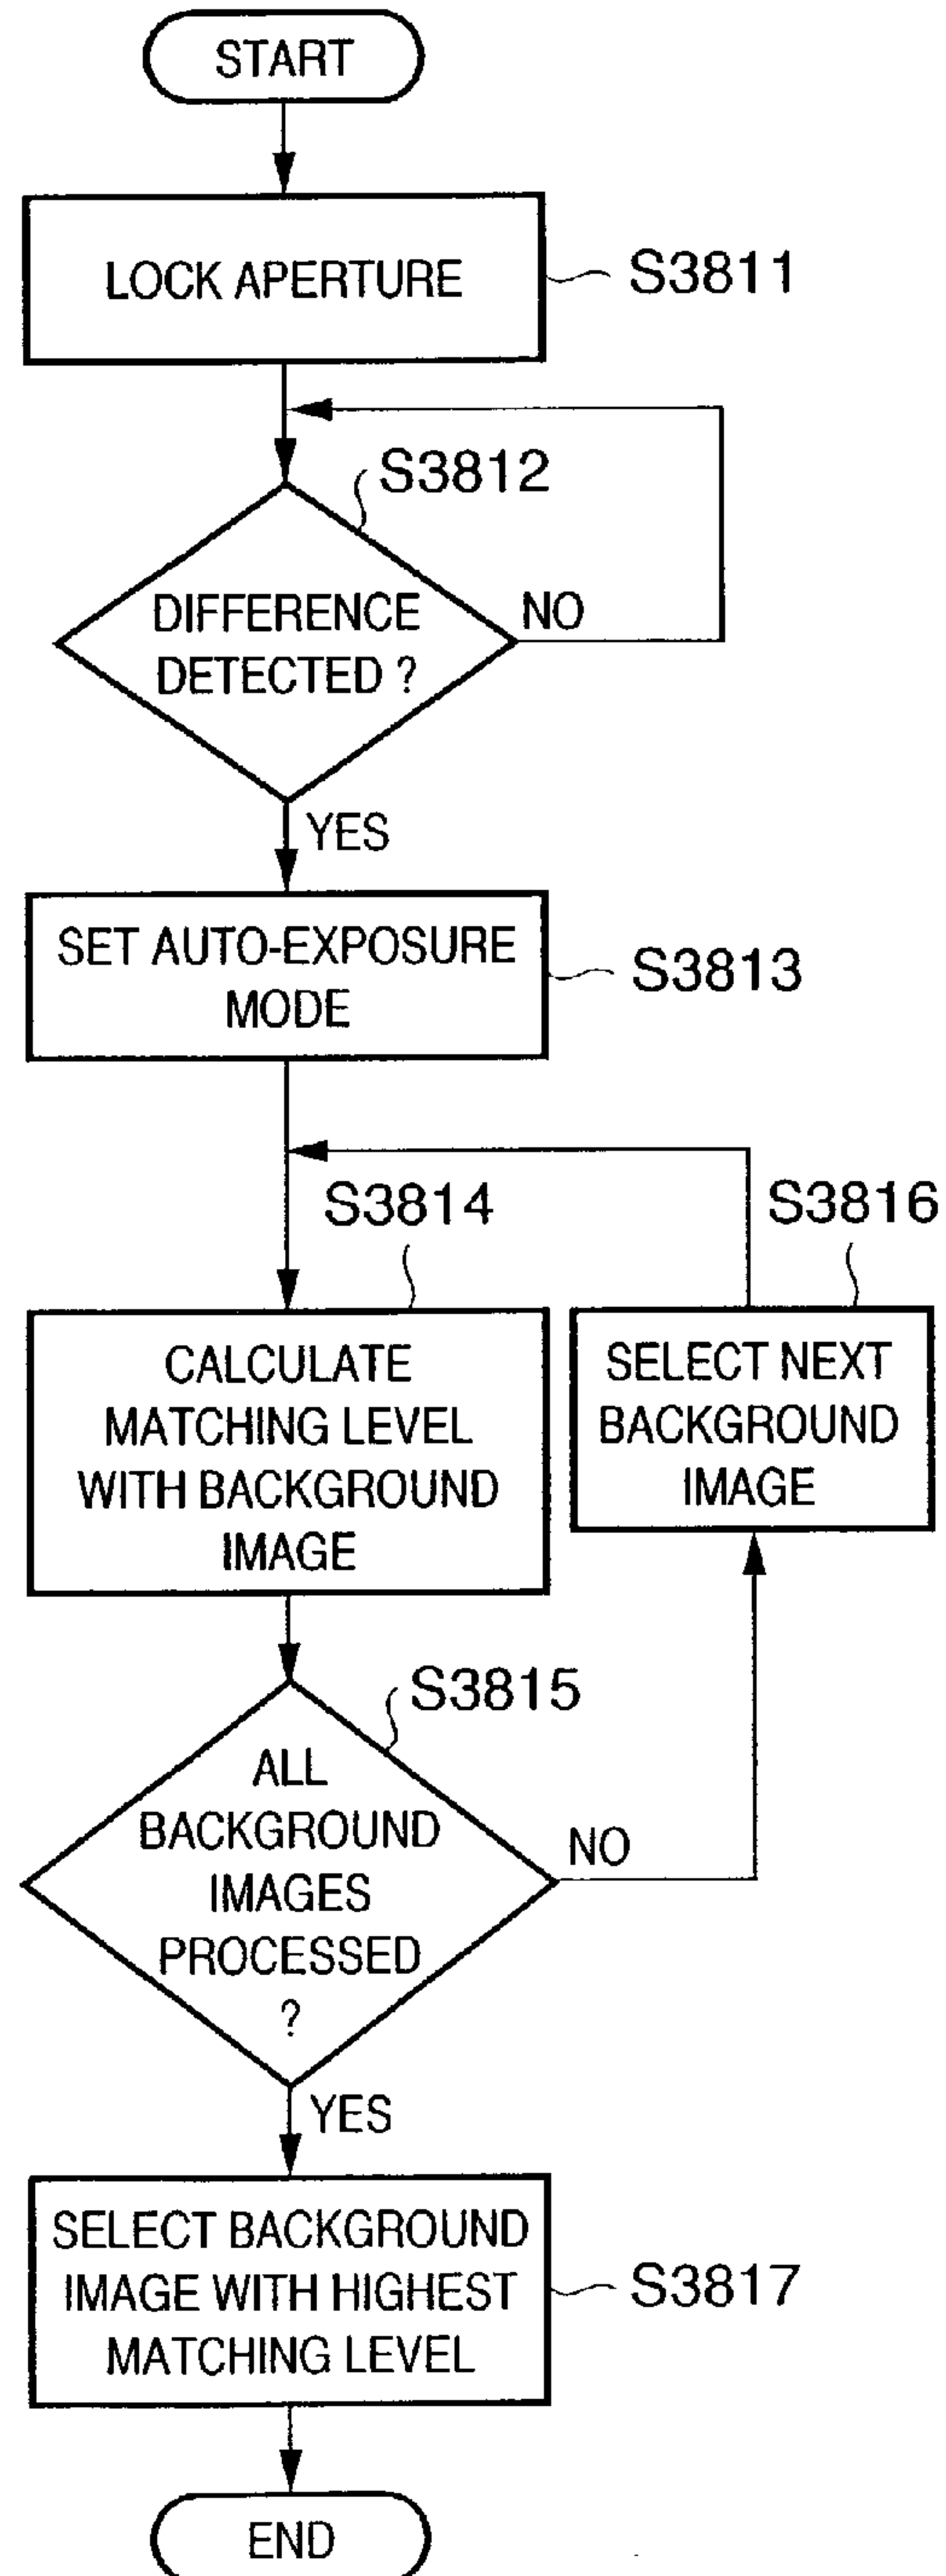 START
LOCK APERTURE
S3811
S3812
DIFFERENCE
DETECTED ?
NO
YES
SET AUTO-EXPOSURE
MODE
S3813
S3814
S3816
CALCULATE
MATCHING LEVEL
WITH BACKGROUND
IMAGE
SELECT NEXT
BACKGROUND
IMAGE
S3815
ALL
BACKGROUND
IMAGES
PROCESSED
?
NO
YES
SELECT BACKGROUND
IMAGE WITH HIGHEST
MATCHING LEVEL
S3817
END